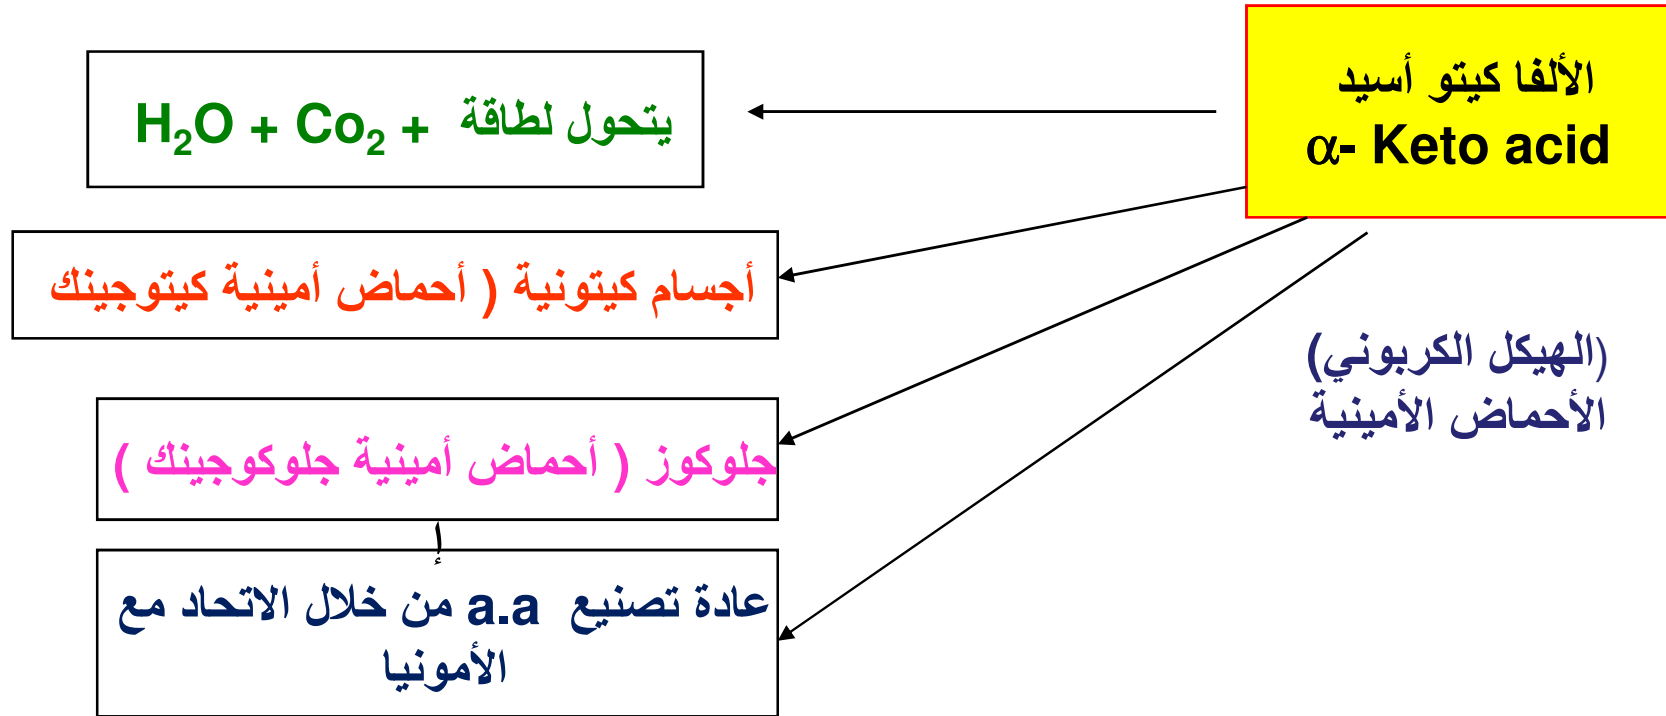 الألفا كيتو أسيد
α- Keto acid
(الهيكل الكربوني)
الأحماض الأمينية
يتحول لطاقة + H₂O + Co₂
أجسام كيتونية ( أحماض أمينية كيتوجينك
جلوكوز ( أحماض أمينية جلوكوجينك )
إ
عادة تصنيع a.a من خلال الاتحاد مع
الأمونيا